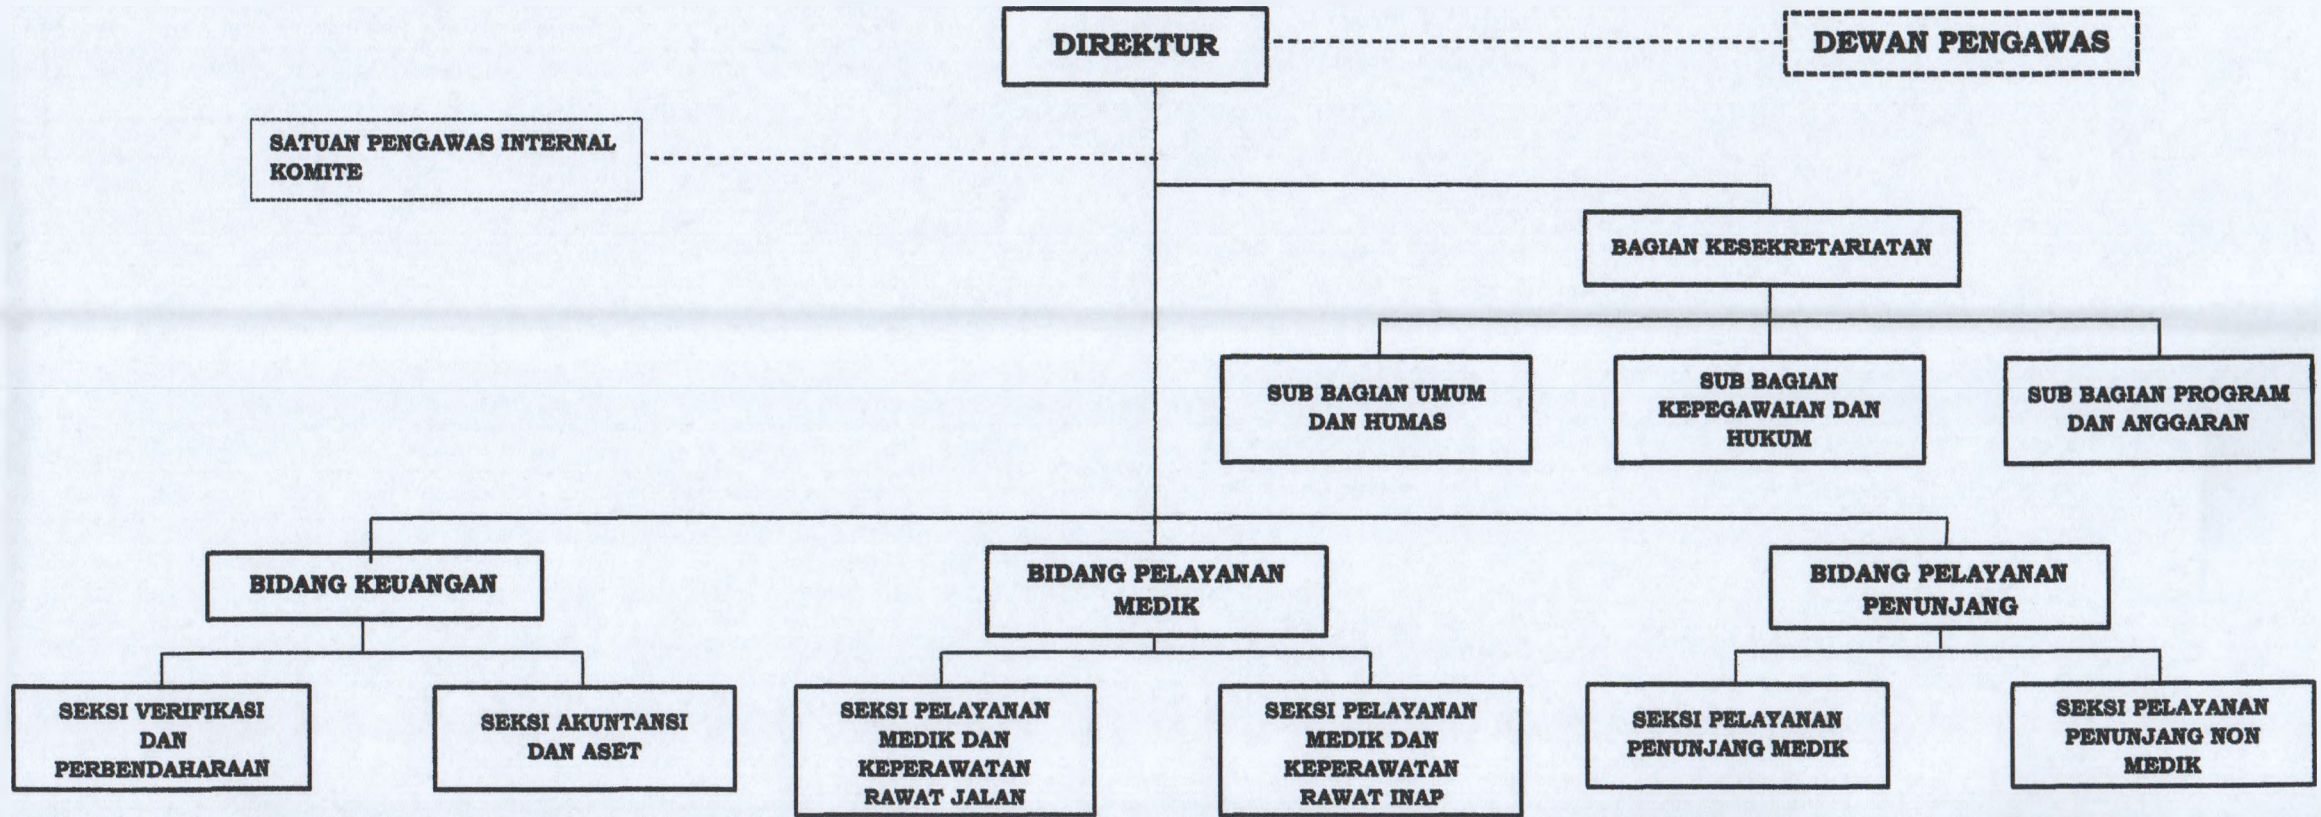 DIREKTUR
DEWAN PENGAWAS
SATUAN PENGAWAS INTERNAL
KOMITE
BAGIAN KESEKRETARIATAN
SUB BAGIAN UMUM
DAN HUMAS
SUB BAGIAN
KEPEGAWAIAN DAN
HUKUM
SUB BAGIAN PROGRAM
DAN ANGGARAN
BIDANG KEUANGAN
BIDANG PELAYANAN
MEDIK
BIDANG PELAYANAN
PENUNJANG
SEKSI VERIFIKASI
DAN
PERBENDAHARAAN
SEKSI AKUNTANSI
DAN ASET
SEKSI PELAYANAN
MEDIK DAN
KEPERAWATAN
RAWAT JALAN
SEKSI PELAYANAN
MEDIK DAN
KEPERAWATAN
RAWAT INAP
SEKSI PELAYANAN
PENUNJANG MEDIK
SEKSI PELAYANAN
PENUNJANG NON
MEDIK